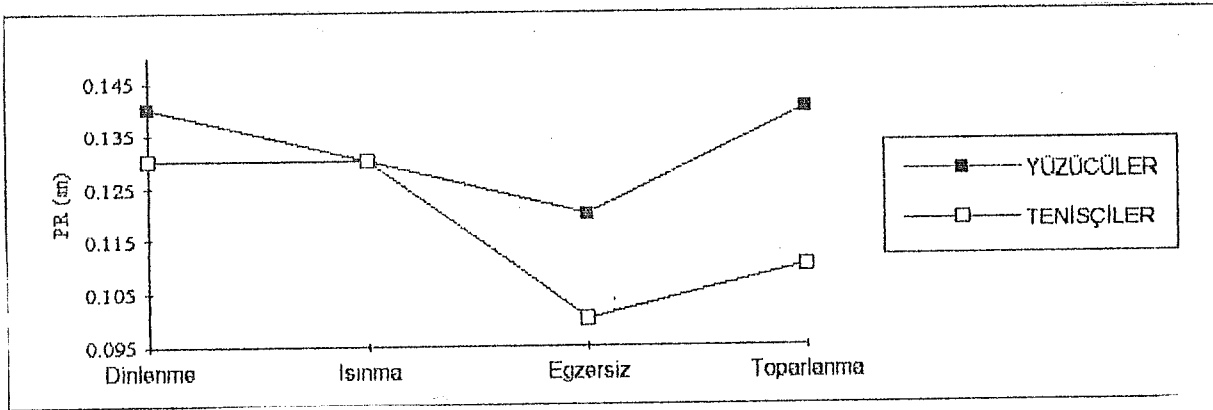 0.145
0.135
0.125
0.115
0.105
0.095
PR (sn)
Dinlenme Isınma Egzersiz Toparlanma
YÜZÜCÜLER
TENİSÇİLER